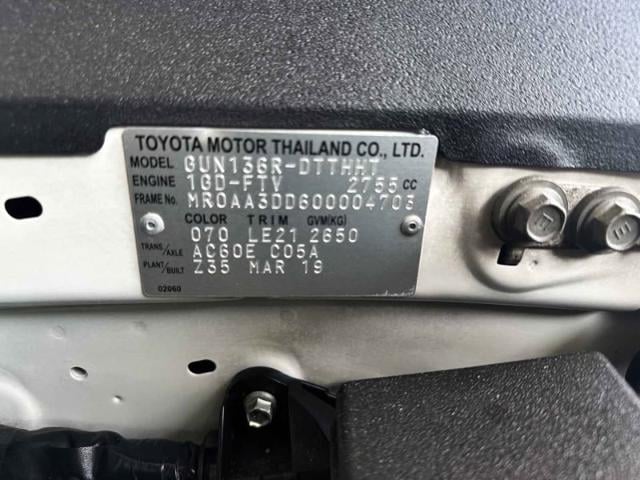 TOYOTA MOTOR THAILAND CO., LTD.
MODEL GUN136R-DTTHHT
ENGINE 1GD-FTV 2755 CC
FRAME No. MR0AA3DD600004703
COLOR TRIM GVM(KG)
070 LE21 2650
TRANS/AXLE AC60E C05A
PLANT/BUILT Z35 MAR 19
02060